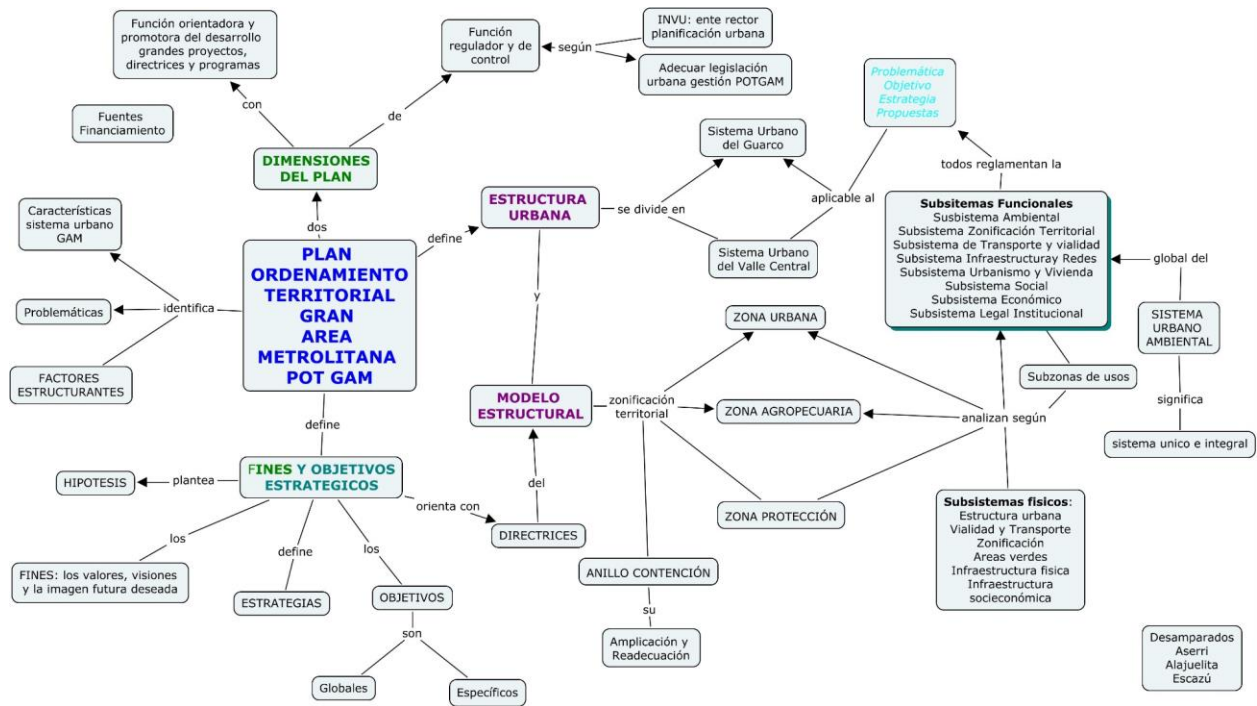 Función orientadora y
promotora del desarrollo
grandes proyectos,
directrices y programas
Función
regulador y de
control
según
INVU: ente rector
planificación urbana
Adecuar legislación
urbana gestión POTGAM
Problemática
Objetivo
Estrategia
Propuestas
con
de
Fuentes
Financiamiento
DIMENSIONES
DEL PLAN
Sistema Urbano
del Guarco
todos reglamentan la
dos
ESTRUCTURA
URBANA
se divide en
aplicable al
Características
sistema urbano
GAM
define
Sistema Urbano
del Valle Central
Subsitemas Funcionales
Subistema Ambiental
Subsistema Zonificación Territorial
Subsistema de Transporte y vialidad
Subsistema Infraestructuray Redes
Subsistema Urbanismo y Vivienda
Subsistema Social
Subsistema Económico
Subsistema Legal Institucional
global del
PLAN
ORDENAMIENTO
TERRITORIAL
GRAN
AREA
METROLITANA
POT GAM
identifica
Problemáticas
FACTORES
ESTRUCTURANTES
y
ZONA URBANA
SISTEMA
URBANO
AMBIENTAL
Subzonas de usos
significa
sistema unico e integral
MODELO
ESTRUCTURAL
zonificación
territorial
ZONA AGROPECUARIA
analizan según
define
FINES Y OBJETIVOS
ESTRATEGICOS
plantea
HIPOTESIS
orienta con
del
DIRECTRICES
ZONA PROTECCIÓN
Subsistemas fisicos:
Estructura urbana
Vialidad y Transporte
Zonificación
Areas verdes
Infraestructura fisica
Infraestructura
socieconómica
los
define
los
FINES: los valores, visiones
y la imagen futura deseada
ESTRATEGIAS
OBJETIVOS
ANILLO CONTENCIÓN
su
Amplicación y
Readecuación
son
Globales
Específicos
Desamparados
Aserri
Alajuelita
Escazú